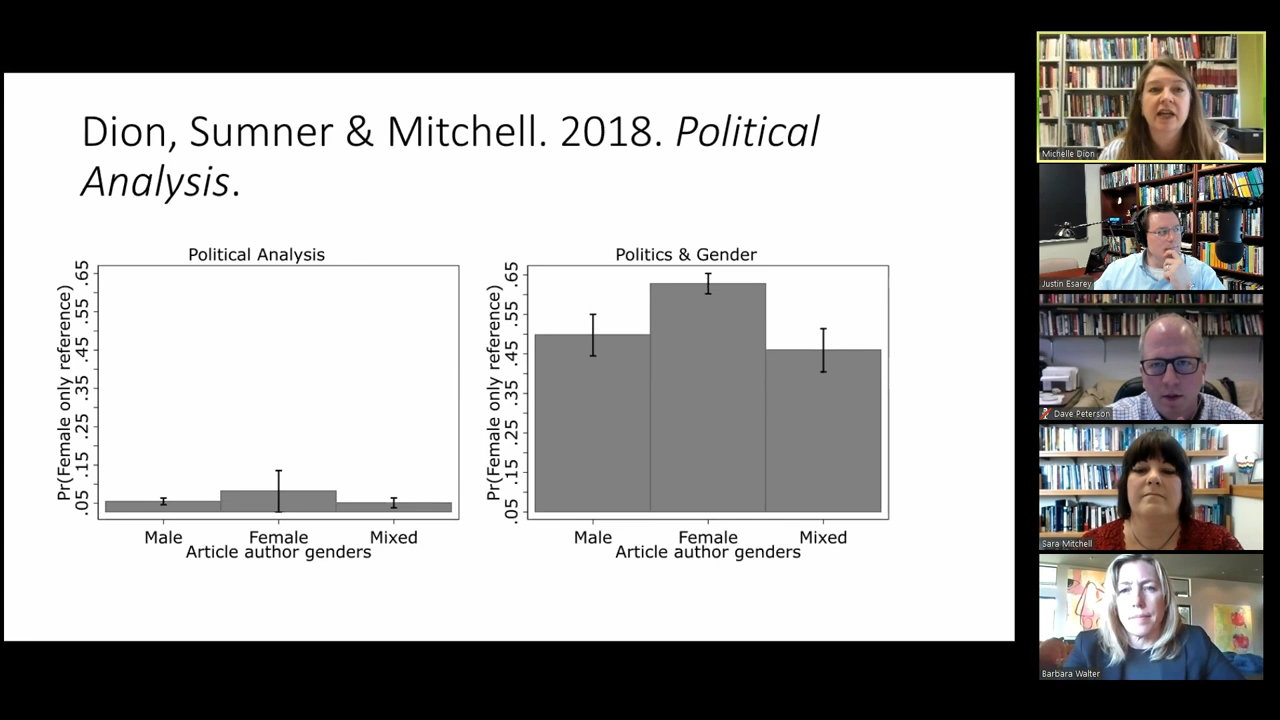 Dion, Sumner & Mitchell. 2018. Political
Analysis.
Political Analysis
Pr(Female only reference)
.65
.55
.45
.35
.25
.15
.05
Male
Female
Mixed
Article author genders
Politics & Gender
Pr(Female only reference)
.65
.55
.45
.35
.25
.15
.05
Male
Female
Mixed
Article author genders
Michelle Dion
Justin Esarey
Dave Peterson
Sara Mitchell
Barbara Walter